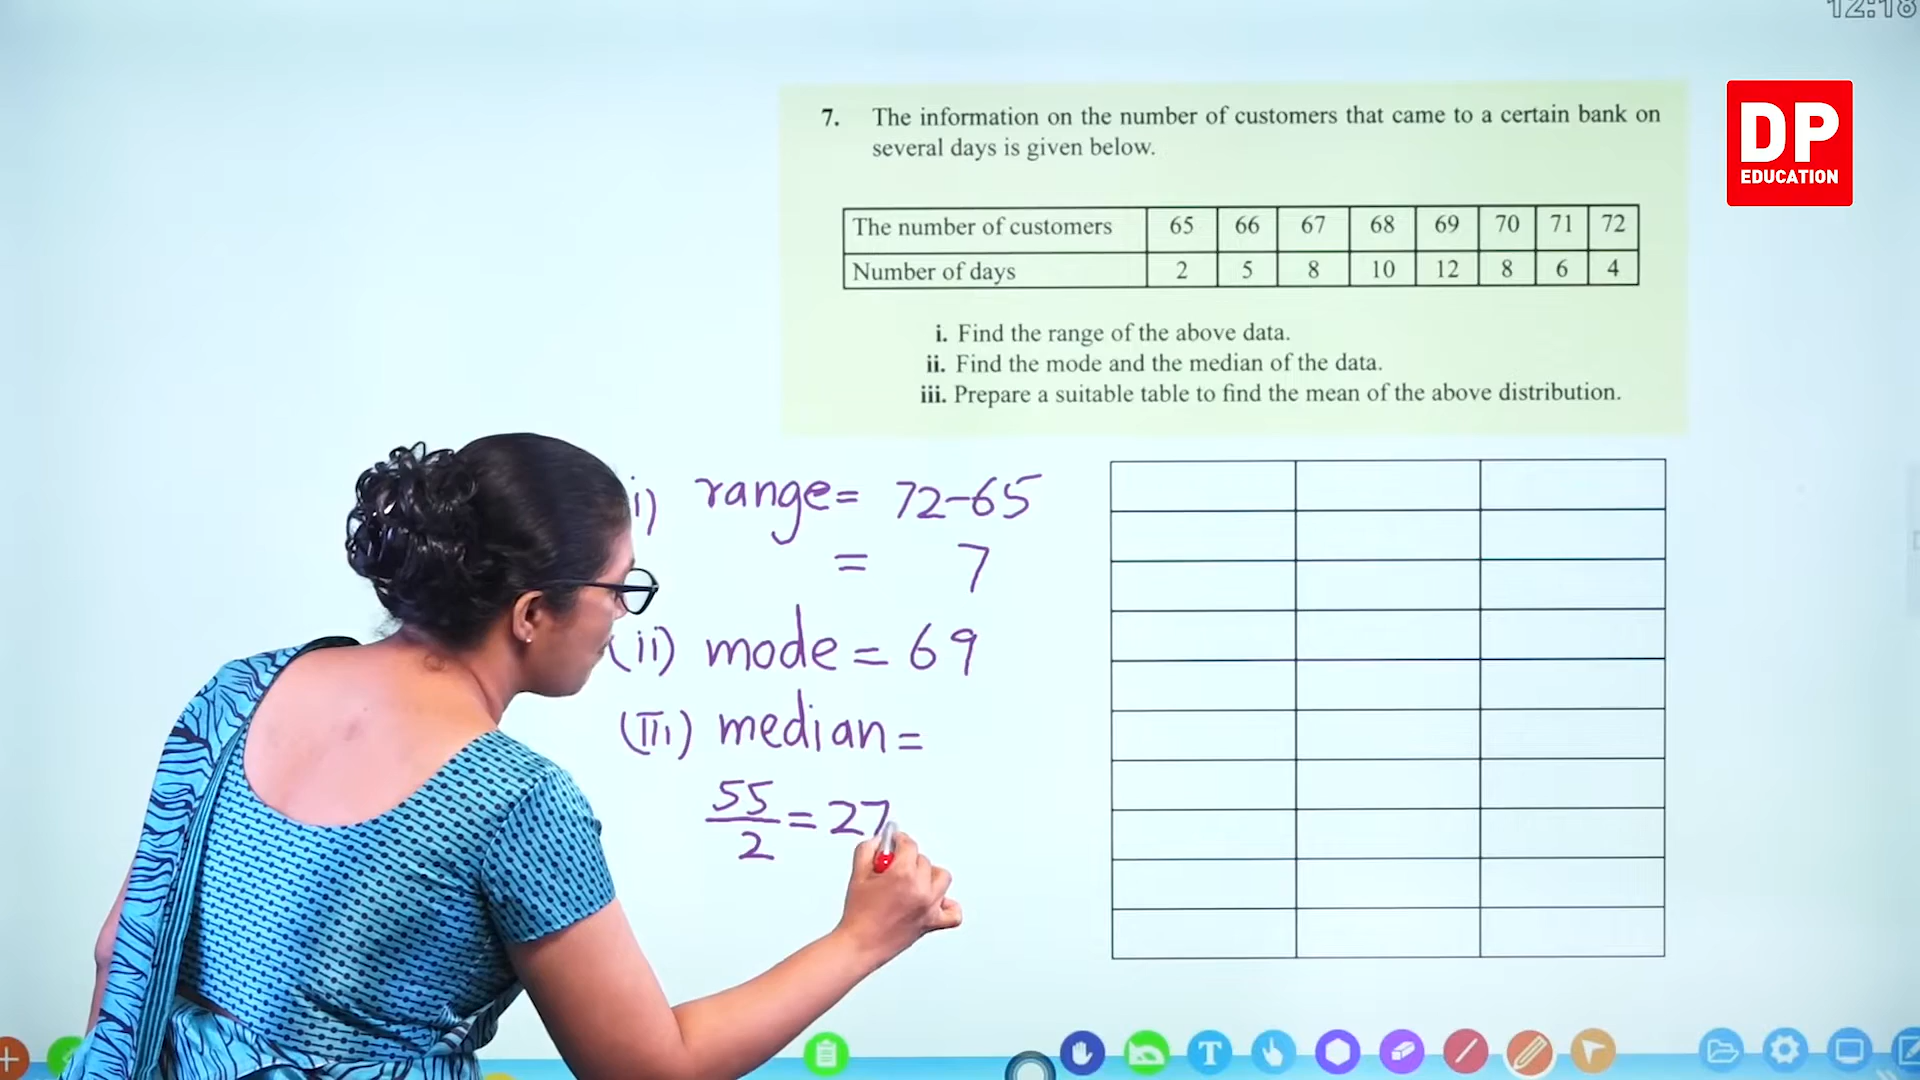 12:18
DP
EDUCATION
7. The information on the number of customers that came to a certain bank on
several days is given below.
The number of customers 65 66 67 68 69 70 71 72
Number of days 2 5 8 10 12 8 6 4
i. Find the range of the above data.
ii. Find the mode and the median of the data.
iii. Prepare a suitable table to find the mean of the above distribution.
i) range = 72-65
= 7
(ii) mode = 69
(iii) median =
55/2 = 27
T